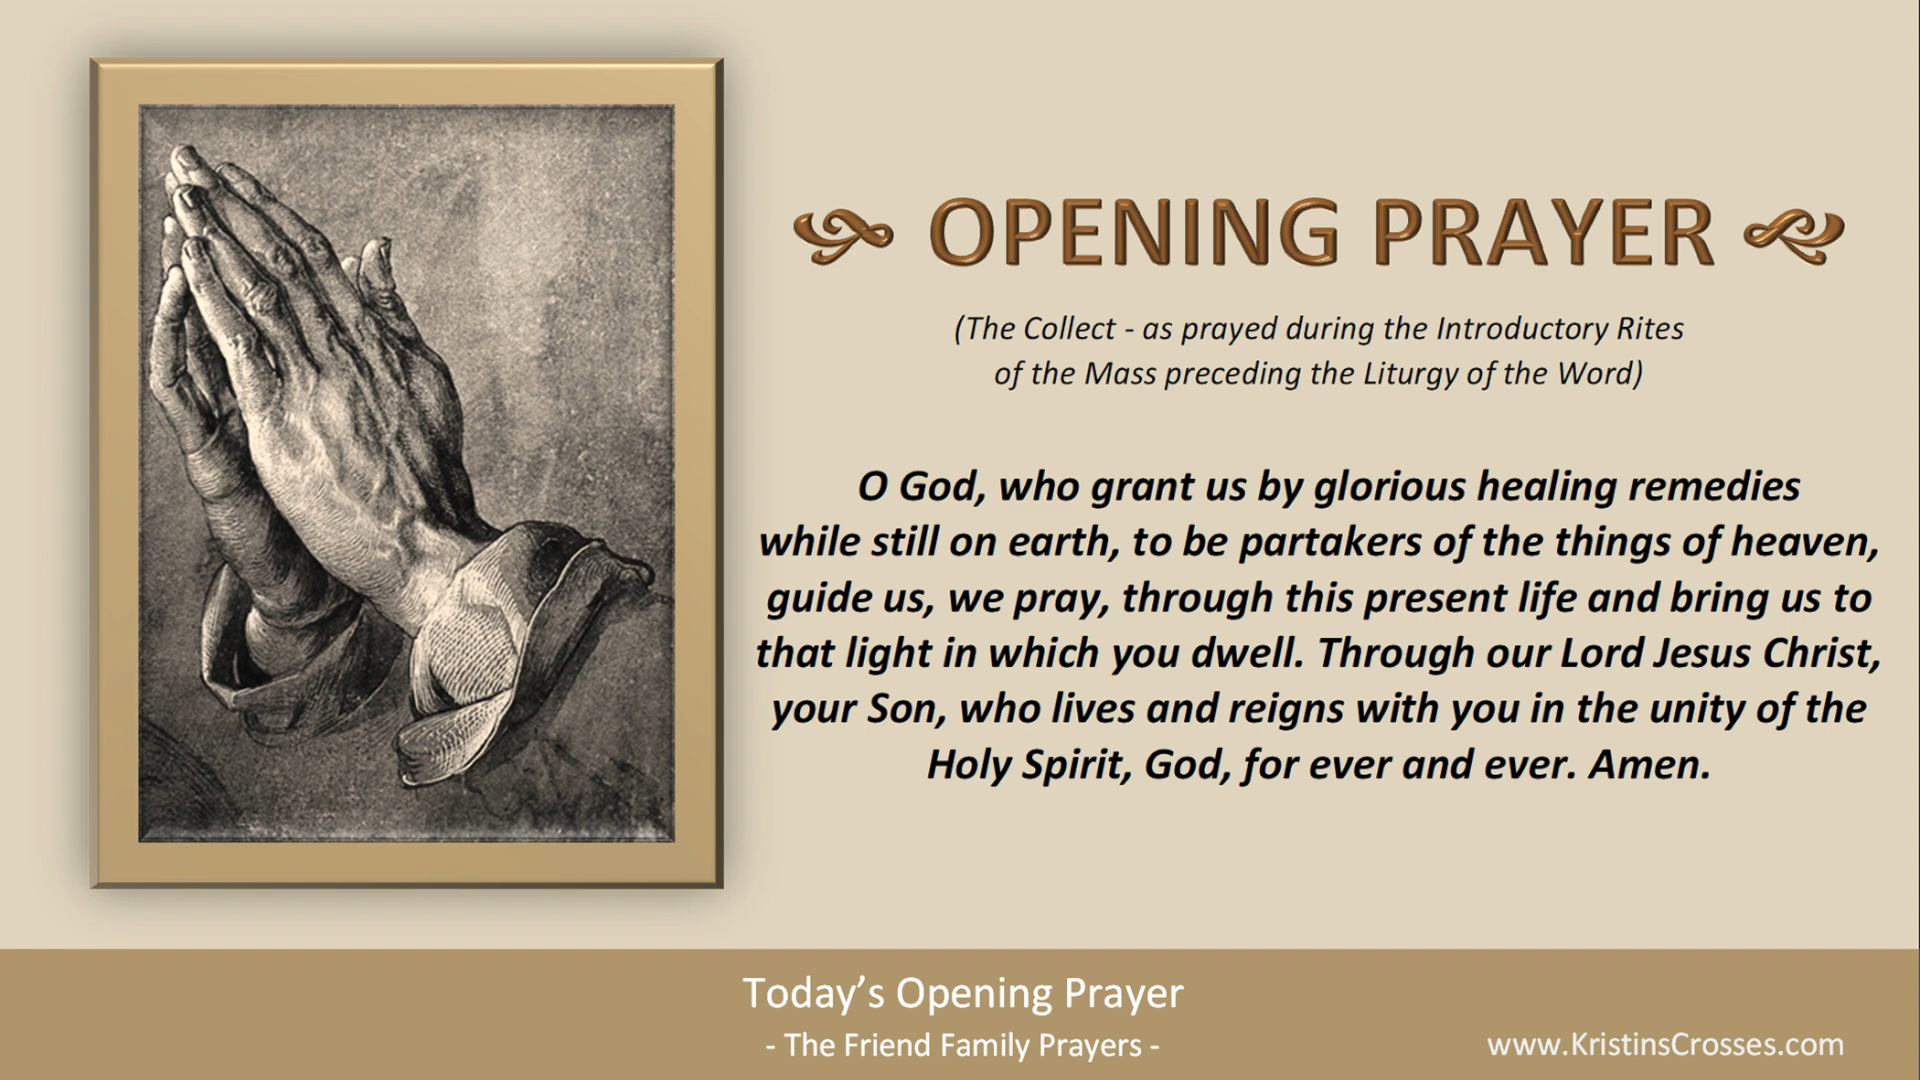 OPENING PRAYER
(The Collect - as prayed during the Introductory Rites
of the Mass preceding the Liturgy of the Word)
O God, who grant us by glorious healing remedies
while still on earth, to be partakers of the things of heaven,
guide us, we pray, through this present life and bring us to
that light in which you dwell. Through our Lord Jesus Christ,
your Son, who lives and reigns with you in the unity of the
Holy Spirit, God, for ever and ever. Amen.
Today’s Opening Prayer
- The Friend Family Prayers -
www.KristinsCrosses.com